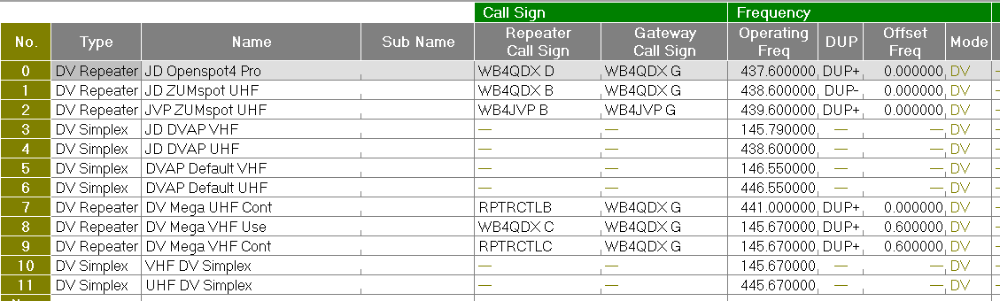 Call Sign Frequency
No. Type Name Sub Name Repeater Call Sign Gateway Call Sign Operating Freq DUP Offset Freq Mode
0 DV Repeater JD Openspot4 Pro WB4QDX D WB4QDX G 437.600000 DUP+ 0.000000 DV
1 DV Repeater JD ZUMspot UHF WB4QDX B WB4QDX G 438.600000 DUP- 0.000000 DV
2 DV Repeater JVP ZUMspot UHF WB4JVP B WB4JVP G 439.600000 DUP+ 0.000000 DV
3 DV Simplex JD DVAP VHF — — 145.790000 — — DV
4 DV Simplex JD DVAP UHF — — 438.600000 — — DV
5 DV Simplex DVAP Default VHF — — 146.550000 — — DV
6 DV Simplex DVAP Default UHF — — 446.550000 — — DV
7 DV Repeater DV Mega UHF Cont RPTRCTLB WB4QDX G 441.000000 DUP+ 0.000000 DV
8 DV Repeater DV Mega VHF Use WB4QDX C WB4QDX G 145.670000 DUP+ 0.600000 DV
9 DV Repeater DV Mega VHF Cont RPTRCTLC WB4QDX G 145.670000 DUP+ 0.600000 DV
10 DV Simplex VHF DV Simplex — — 145.670000 — — DV
11 DV Simplex UHF DV Simplex — — 445.670000 — — DV